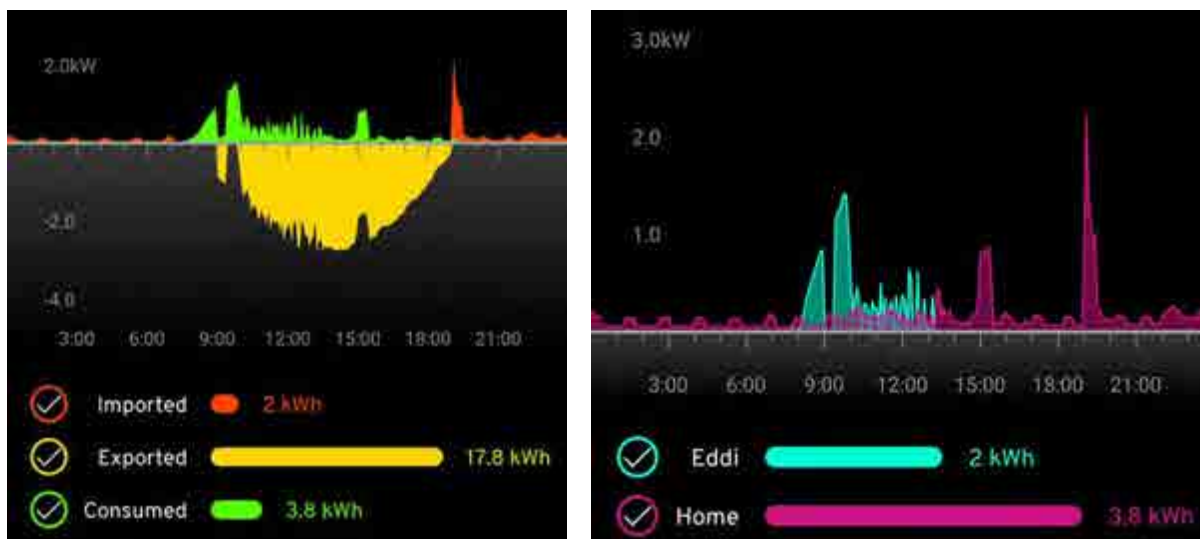 2.0kW
-2.0
-4.0
3:00 6:00 9:00 12:00 15:00 18:00 21:00
Imported 2 kWh
Exported 17.8 kWh
Consumed 3.8 kWh
3.0kW
2.0
1.0
3:00 6:00 9:00 12:00 15:00 18:00 21:00
Eddi 2 kWh
Home 3.8 kWh